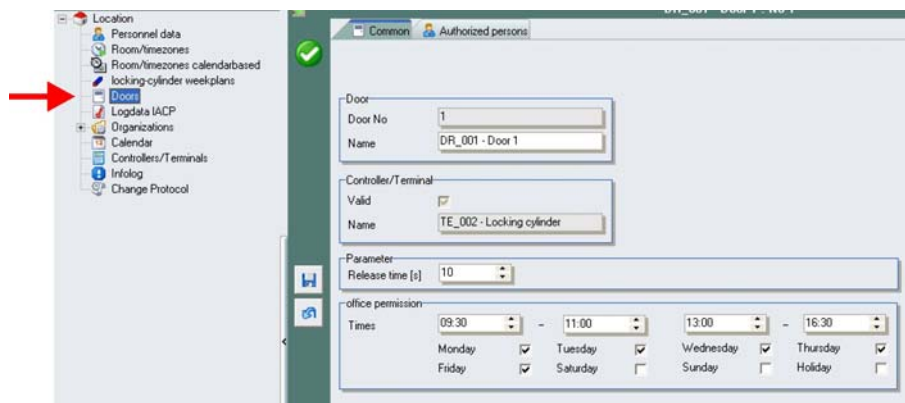 Location
Personnel data
Room/timezones
Room/timezones calendarbased
locking-cylinder weekplans
Doors
Logdata IACP
Organizations
Calendar
Controllers/Terminals
Infolog
Change Protocol
Common Authorized persons
Door
Door No 1
Name DR_001 - Door 1
Controller/Terminal
Valid
Name TE_002 - Locking cylinder
Parameter
Release time [s] 10
office permission
Times 09:30 - 11:00 13:00 - 16:30
Monday Tuesday Wednesday Thursday
Friday Saturday Sunday Holiday